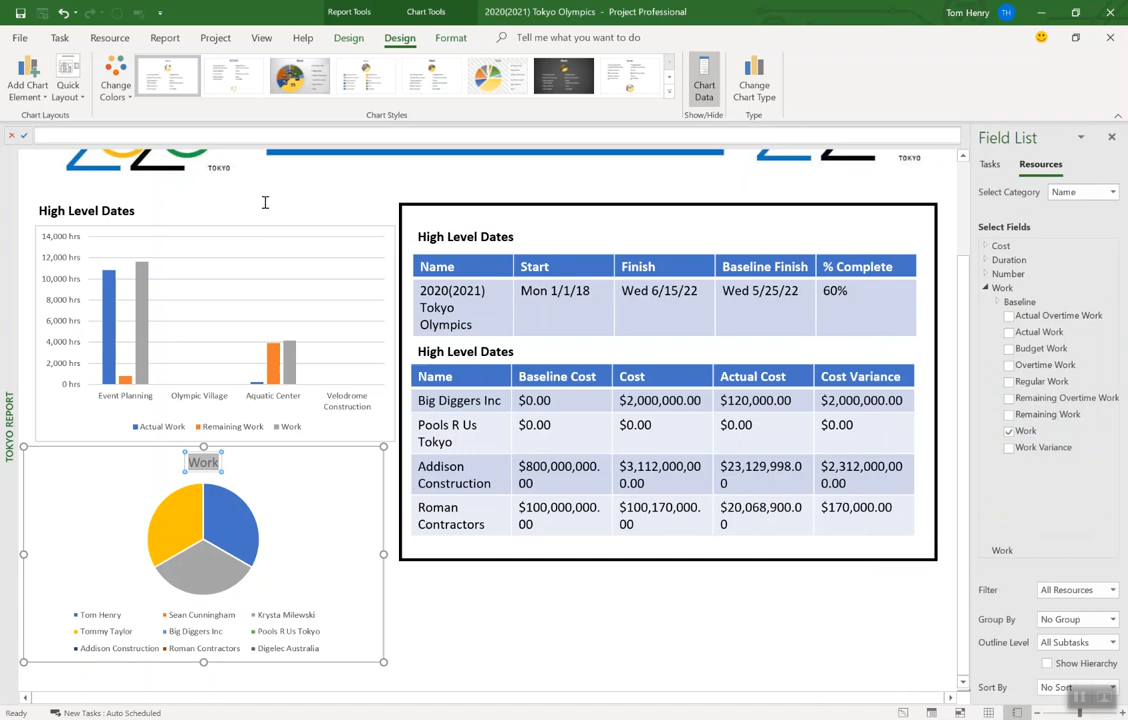 Report Tools
Chart Tools
2020(2021) Tokyo Olympics - Project Professional
Tom Henry
TH
File
Task
Resource
Report
Project
View
Help
Design
Design
Format
Tell me what you want to do
Add Chart
Element
Quick
Layout
Change
Colors
Chart
Data
Change
Chart Type
Chart Layouts
Chart Styles
Show/Hide
Type
TOKYO
TOKYO
TOKYO REPORT
High Level Dates
14,000 hrs
12,000 hrs
10,000 hrs
8,000 hrs
6,000 hrs
4,000 hrs
2,000 hrs
0 hrs
Event Planning
Olympic Village
Aquatic Center
Velodrome
Construction
Actual Work
Remaining Work
Work
Work
Tom Henry
Sean Cunningham
Krysta Milewski
Tommy Taylor
Big Diggers Inc
Pools R Us Tokyo
Addison Construction
Roman Contractors
Digelec Australia
High Level Dates
Name Start Finish Baseline Finish % Complete
2020(2021) Mon 1/1/18 Wed 6/15/22 Wed 5/25/22 60%
Tokyo
Olympics
High Level Dates
Name Baseline Cost Cost Actual Cost Cost Variance
Big Diggers Inc $0.00 $2,000,000.00 $120,000.00 $2,000,000.00
Pools R Us $0.00 $0.00 $0.00 $0.00
Tokyo
Addison $800,000,000. $3,112,000,00 $23,129,998.0 $2,312,000,00
Construction 00 0.00 0 0.00
Roman $100,000,000. $100,170,000. $20,068,900.0 $170,000.00
Contractors 00 00 0
Field List
Tasks
Resources
Select Category
Name
Select Fields
Cost
Duration
Number
Work
Baseline
Actual Overtime Work
Actual Work
Budget Work
Overtime Work
Regular Work
Remaining Overtime Work
Remaining Work
Work
Work Variance
Work
Filter
All Resources
Group By
No Group
Outline Level
All Subtasks
Show Hierarchy
Sort By
No Sort
Ready
New Tasks : Auto Scheduled